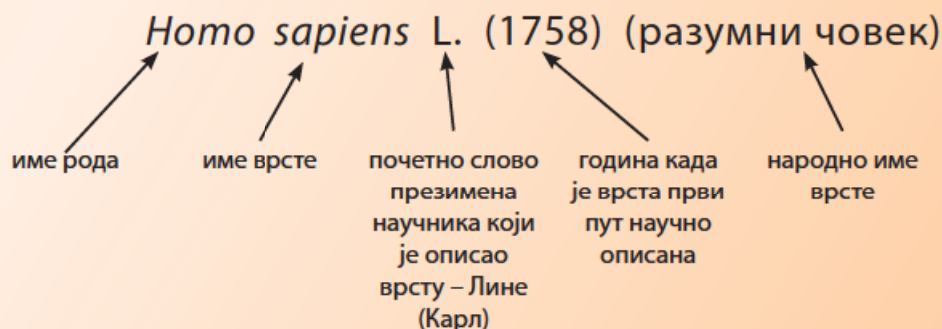 Homo sapiens L. (1758) (разумни човек)
име рода
име врсте
почетно слово
презимена
научника који
је описао
врсту – Лине
(Карл)
година када
је врста први
пут научно
описана
народно име
врсте